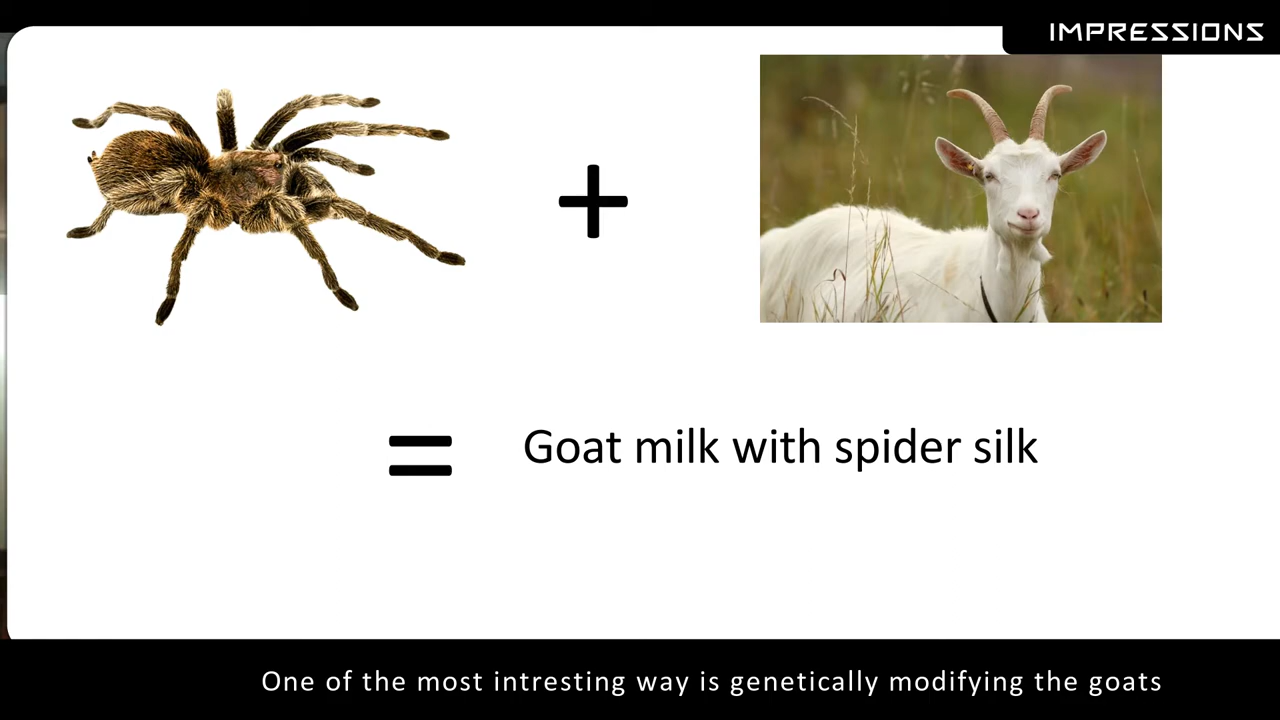 IMPRESSIONS
+
= Goat milk with spider silk
One of the most intresting way is genetically modifying the goats